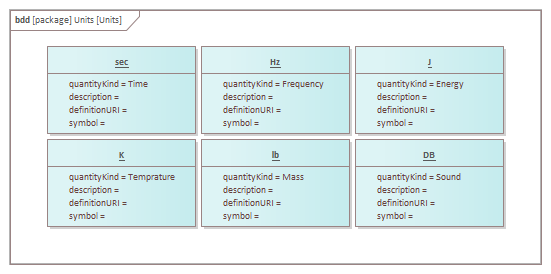 bdd [package] Units [Units]
sec
quantityKind = Time
description =
definitionURI =
symbol =
Hz
quantityKind = Frequency
description =
definitionURI =
symbol =
J
quantityKind = Energy
description =
definitionURI =
symbol =
K
quantityKind = Temprature
description =
definitionURI =
symbol =
lb
quantityKind = Mass
description =
definitionURI =
symbol =
DB
quantityKind = Sound
description =
definitionURI =
symbol =